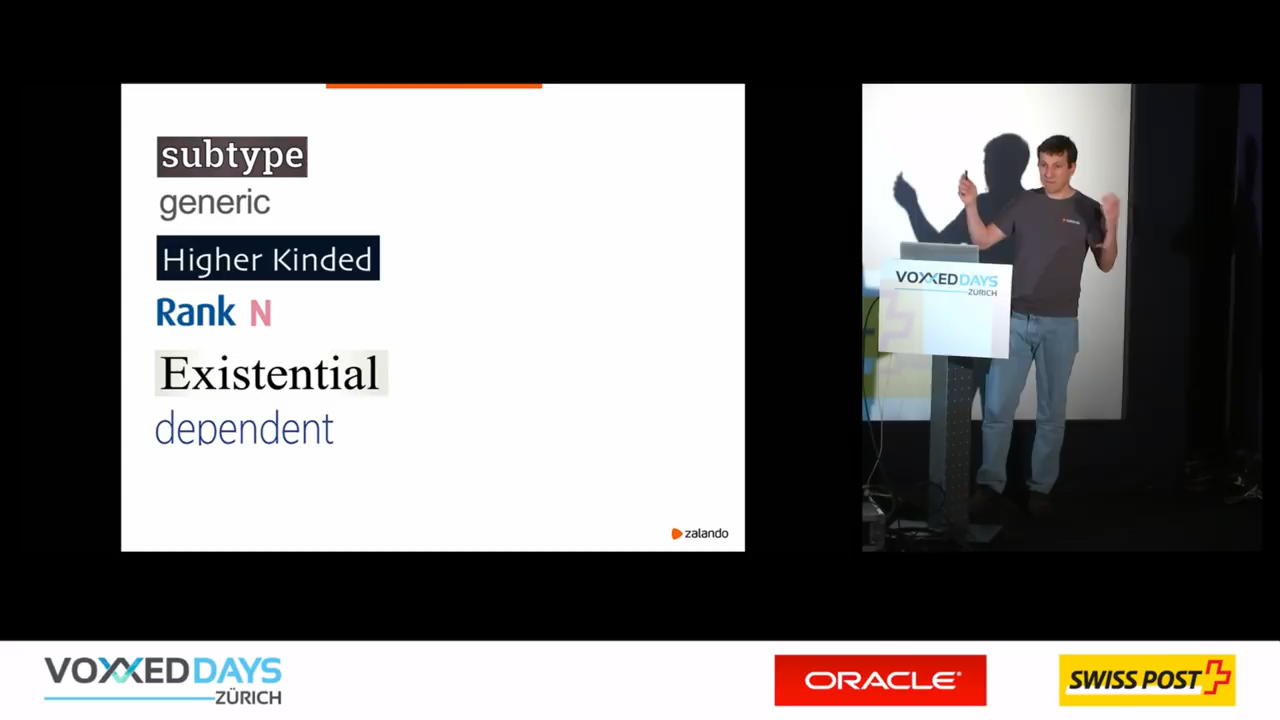 subtype
generic
Higher Kinded
Rank N
Existential
dependent
zalando
VOXXED DAYS
ZÜRICH
VOXXED DAYS
ZÜRICH
ORACLE®
SWISS POST